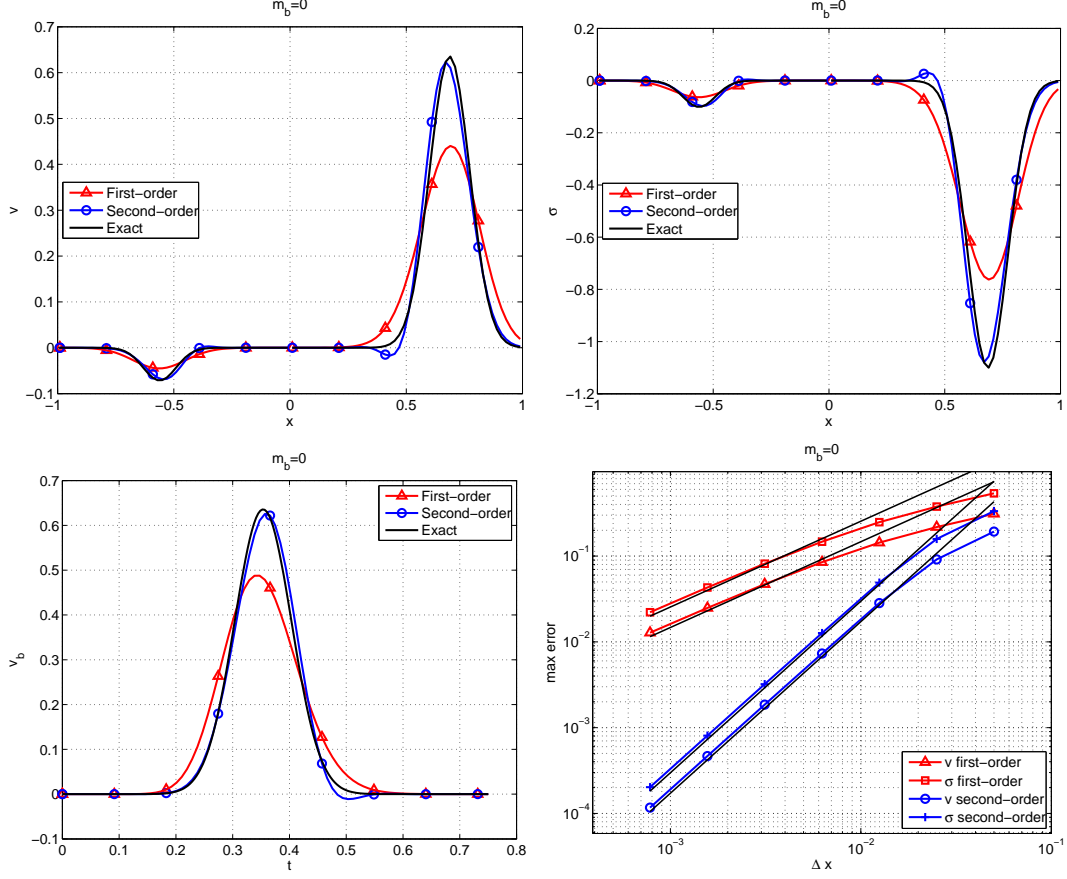 m_b=0
0.7
0.6
0.5
0.4
0.3
0.2
0.1
0
−0.1
v
First−order
Second−order
Exact
−1
−0.5
0
0.5
1
x
m_b=0
0.2
0
−0.2
−0.4
−0.6
−0.8
−1
−1.2
σ
First−order
Second−order
Exact
−1
−0.5
0
0.5
1
x
m_b=0
0.7
0.6
0.5
0.4
0.3
0.2
0.1
0
−0.1
v_b
First−order
Second−order
Exact
0
0.1
0.2
0.3
0.4
0.5
0.6
0.7
0.8
t
m_b=0
10^−1
10^−2
10^−3
10^−4
max error
v first−order
σ first−order
v second−order
σ second−order
10^−3
10^−2
10^−1
Δ x